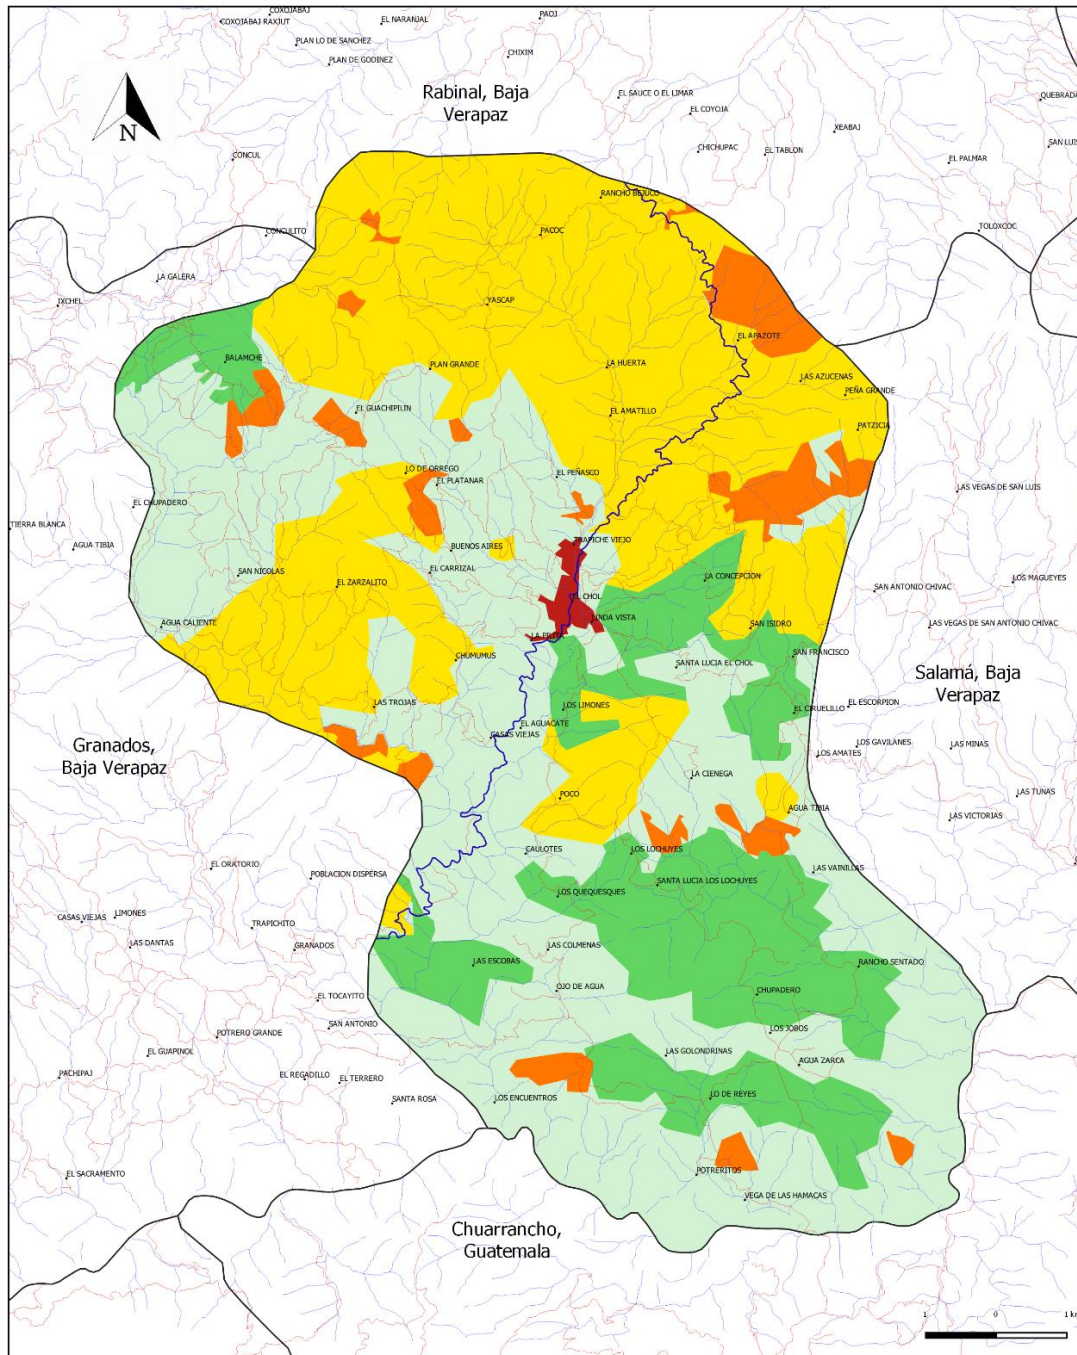 COXOJABAJ
COXOJABAJ RAXJUT
EL NARANJAL
PAOJ
PLAN LO DE SANCHEZ
CHIXIM
PLAN DE GODINEZ
Rabinal, Baja
Verapaz
EL SAUCE O EL LIMAR
EL COYOJA
QUEBRADA
XEABAJ
CHICHUPAC
EL TABLON
SAN LUIS
CONCUL
EL PALMAR
N
RANCHO BEJUCO
CONCULITO
PACOC
TOLOXCOC
LA GALERA
IXCHEL
YASCAP
EL APAZOTE
BALAMCHE
PLAN GRANDE
LA HUERTA
LAS AZUCENAS
PEÑA GRANDE
EL GUACHIPILIN
EL AMATILLO
PATZICIA
LO DE ORREGO
EL PLATANAR
EL PEÑASCO
LAS VEGAS DE SAN LUIS
EL CHUPADERO
TIERRA BLANCA
AGUA TIBIA
BUENOS AIRES
TRAPICHE VIEJO
SAN NICOLAS
EL ZARZALITO
EL CARRIZAL
LA CONCEPCION
SAN ANTONIO CHIVAC
LOS MAGUEYES
EL CHOL
AGUA CALIENTE
LINDA VISTA
SAN ISIDRO
LAS VEGAS DE SAN ANTONIO CHIVAC
CHUMUHUS
SANTA LUCIA EL CHOL
SAN FRANCISCO
Salamá, Baja
Verapaz
LAS TROJAS
LOS LIMONES
EL CIRUELILLO
EL ESCORPION
EL AGUACATE
CASAS VIEJAS
Granados,
Baja Verapaz
LOS GAVILANES
LOS AMATES
LAS MINAS
LA CIENEGA
POCO
AGUA TIBIA
LAS TUNAS
LAS VICTORIAS
CAULOTES
LOS LOCHUYES
EL ORATORIO
POBLACION DISPERSA
LAS VAINILLAS
LOS QUEQUESQUES
SANTA LUCIA LOS LOCHUYES
CASAS VIEJAS
LIMONES
TRAPICHITO
LAS DANTAS
GRANADOS
LAS COLMENAS
LAS ESCOBAS
RANCHO SENTADO
OJO DE AGUA
CHUPADERO
EL TOCAYITO
SAN ANTONIO
POTRERO GRANDE
LOS JOBOS
EL GUAPINOL
LAS GOLONDRINAS
AGUA ZARCA
PACHIPAJ
EL REGADILLO
EL TERRERO
SANTA ROSA
LOS ENCUENTROS
LO DE REYES
EL SACRAMENTO
POTRERITOS
VEGA DE LAS HAMACAS
Chuarrancho,
Guatemala
1 0 1 k